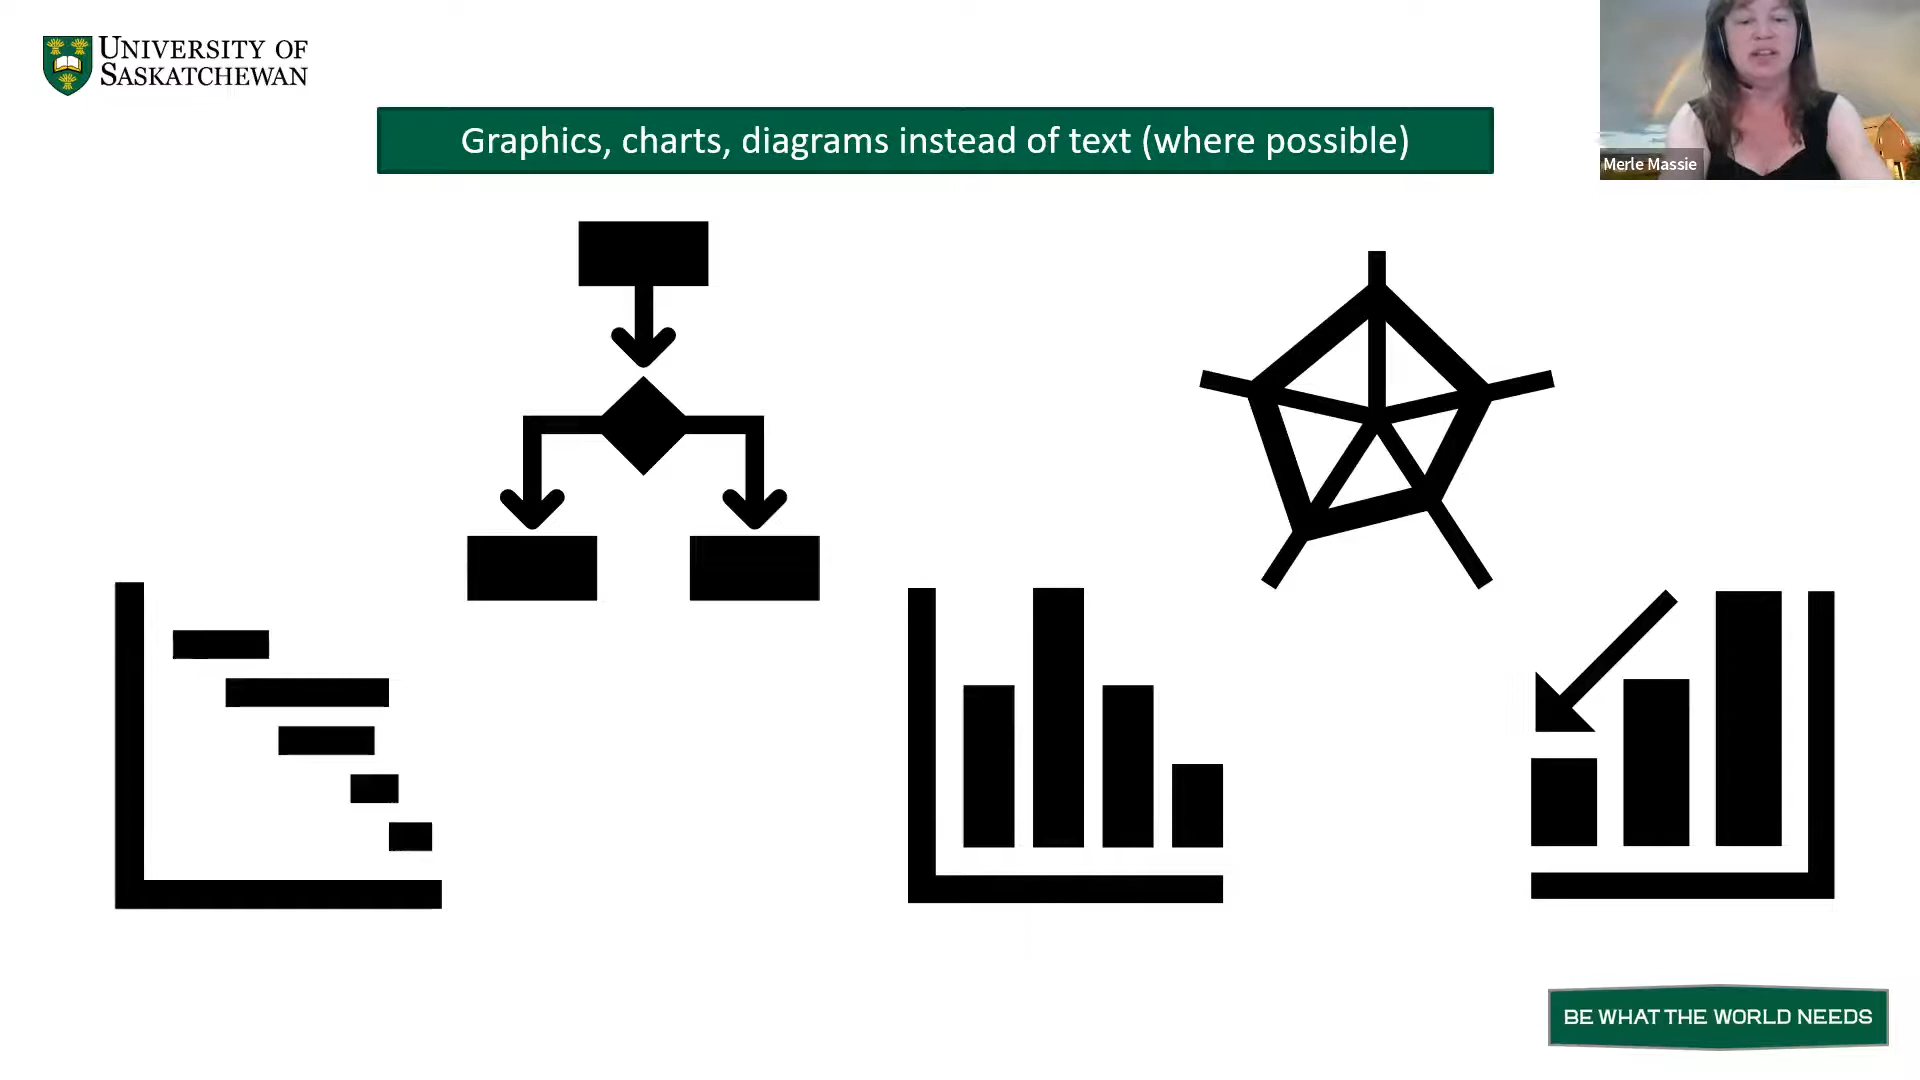 UNIVERSITY OF
SASKATCHEWAN
Graphics, charts, diagrams instead of text (where possible)
Merle Massie
BE WHAT THE WORLD NEEDS